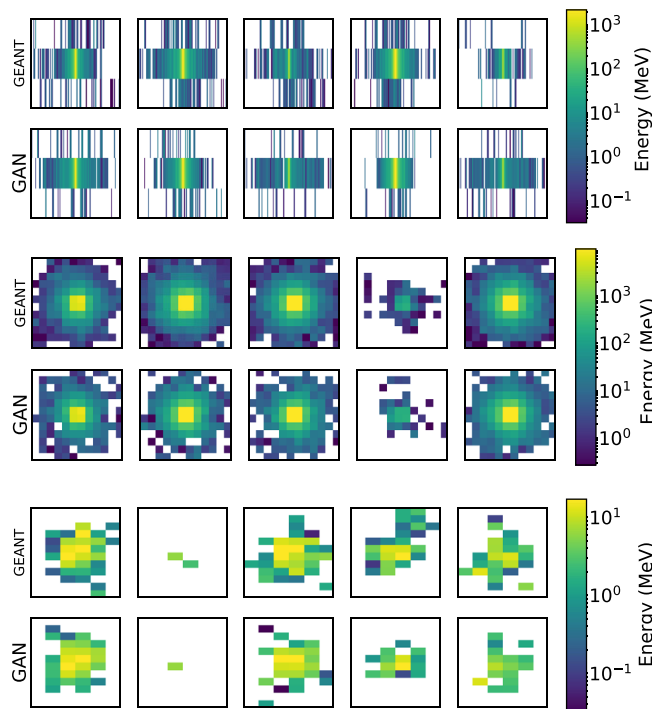 GEANT
GAN
10³
10²
10¹
10⁰
10⁻¹
Energy (MeV)
GEANT
GAN
10³
10²
10¹
10⁰
Energy (MeV)
GEANT
GAN
10¹
10⁰
10⁻¹
Energy (MeV)